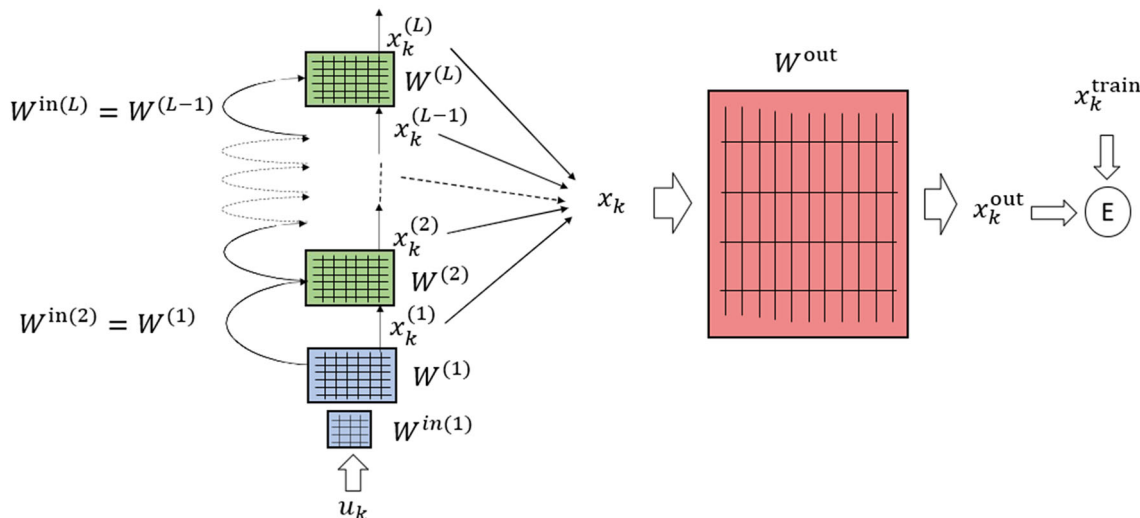 x_k^(L)
W^(L)
W^in(L) = W^(L−1)
x_k^(L−1)
x_k^(2)
W^(2)
W^in(2) = W^(1)
x_k^(1)
W^(1)
W^in(1)
u_k
x_k
W^out
x_k^out
x_k^train
E